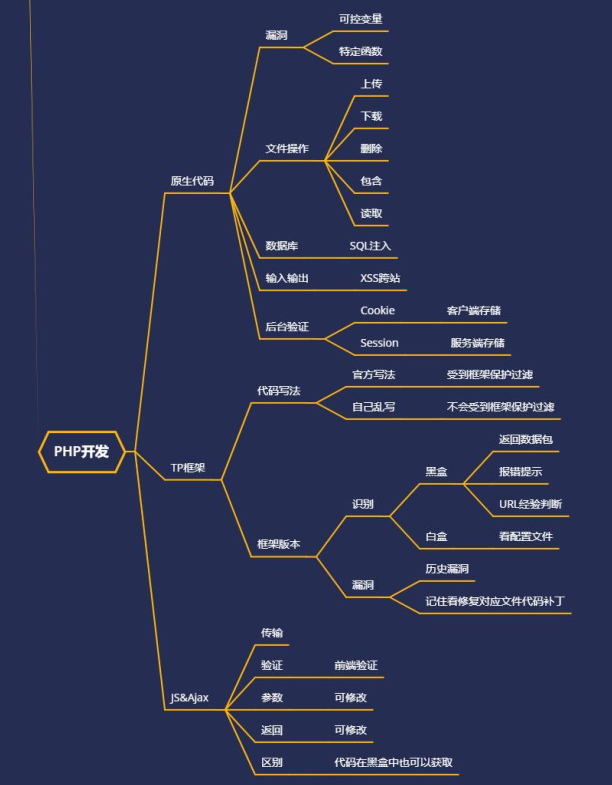 漏洞
可控变量
特定函数
文件操作
上传
下载
删除
包含
读取
原生代码
数据库
SQL注入
输入输出
XSS跨站
后台验证
Cookie
客户端存储
Session
服务端存储
PHP开发
TP框架
代码写法
官方写法
受到框架保护过滤
自己乱写
不会受到框架保护过滤
框架版本
识别
黑盒
返回数据包
报错提示
URL经验判断
白盒
看配置文件
漏洞
历史漏洞
记住看修复对应文件代码补丁
JS&Ajax
传输
验证
前端验证
参数
可修改
返回
可修改
区别
代码在黑盒中也可以获取